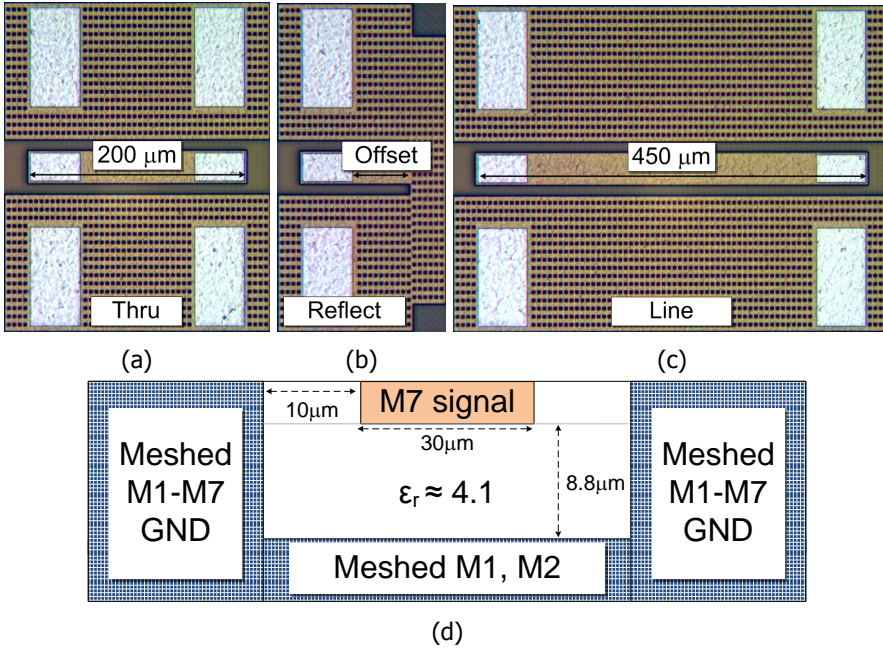 200 μm
Offset
450 μm
Thru
Reflect
Line
(a)
(b)
(c)
10μm
M7 signal
30μm
Meshed
M1-M7
GND
εr ≈ 4.1
8.8μm
Meshed
M1-M7
GND
Meshed M1, M2
(d)